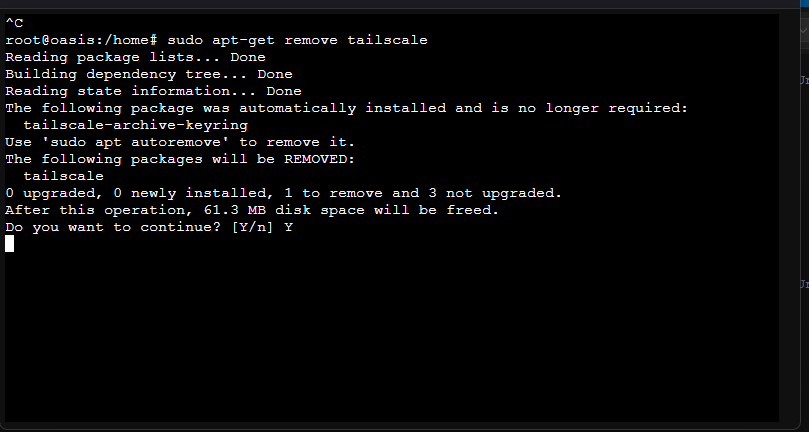 ^C
root@oasis:/home# sudo apt-get remove tailscale
Reading package lists... Done
Building dependency tree... Done
Reading state information... Done
The following package was automatically installed and is no longer required:
  tailscale-archive-keyring
Use 'sudo apt autoremove' to remove it.
The following packages will be REMOVED:
  tailscale
0 upgraded, 0 newly installed, 1 to remove and 3 not upgraded.
After this operation, 61.3 MB disk space will be freed.
Do you want to continue? [Y/n] Y